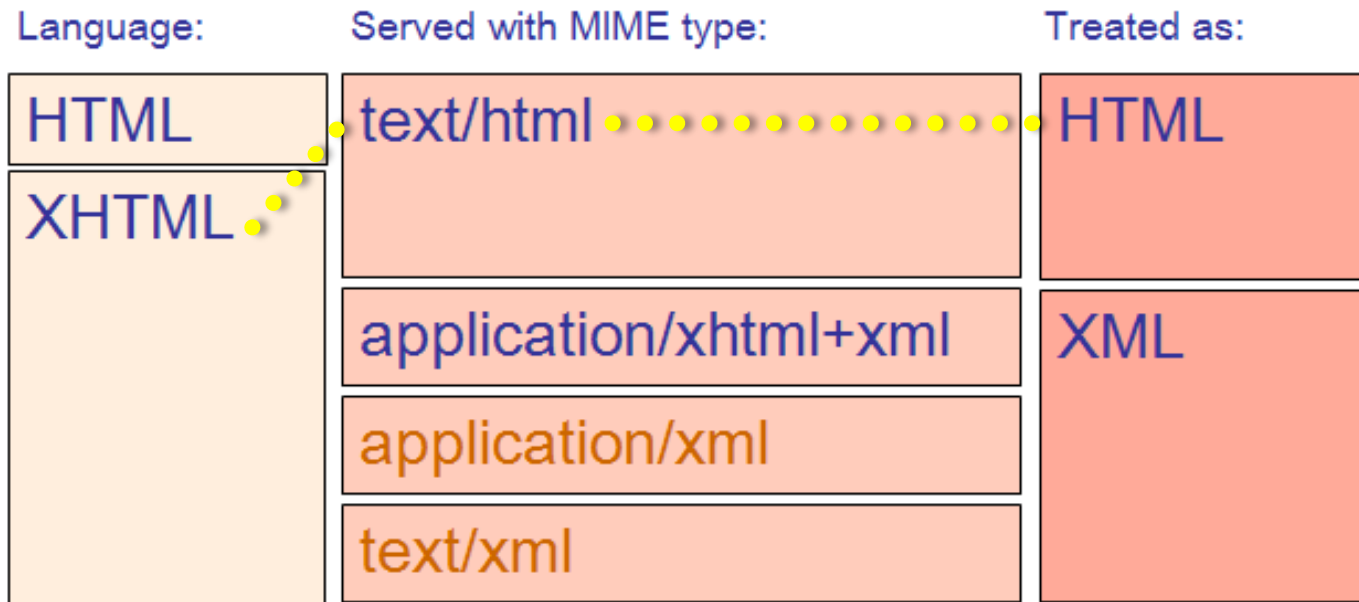 Language: Served with MIME type: Treated as:
HTML text/html HTML
XHTML
application/xhtml+xml XML
application/xml
text/xml